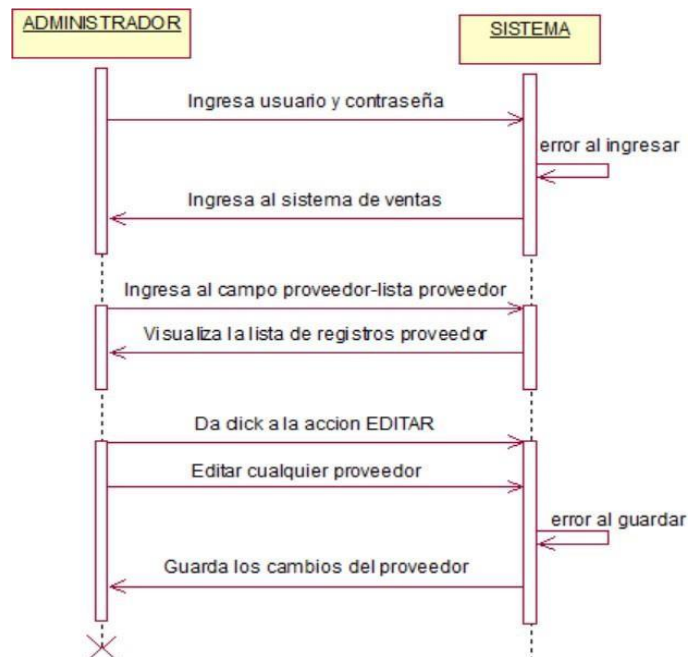 ADMINISTRADOR
SISTEMA
Ingresa usuario y contraseña
error al ingresar
Ingresa al sistema de ventas
Ingresa al campo proveedor-lista proveedor
Visualiza la lista de registros proveedor
Da click a la accion EDITAR
Editar cualquier proveedor
error al guardar
Guarda los cambios del proveedor